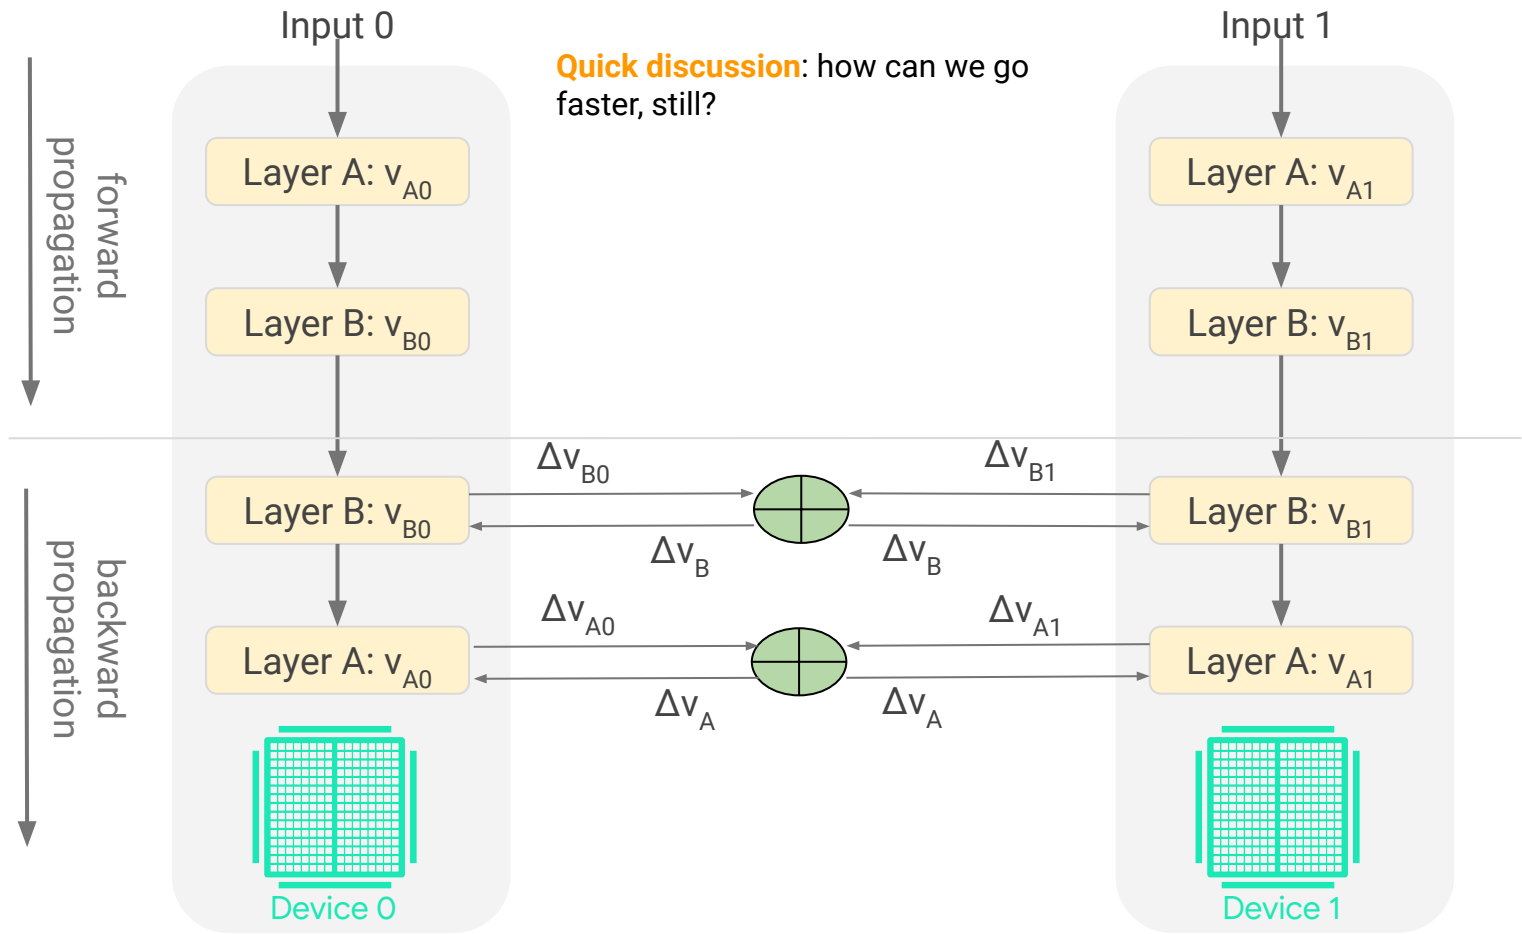 Input 0
Input 1
Quick discussion: how can we go
faster, still?
forward
propagation
Layer A: vA0
Layer A: vA1
Layer B: vB0
Layer B: vB1
backward
propagation
ΔvB0
ΔvB1
Layer B: vB0
Layer B: vB1
ΔvB
ΔvB
ΔvA0
ΔvA1
Layer A: vA0
Layer A: vA1
ΔvA
ΔvA
Device 0
Device 1